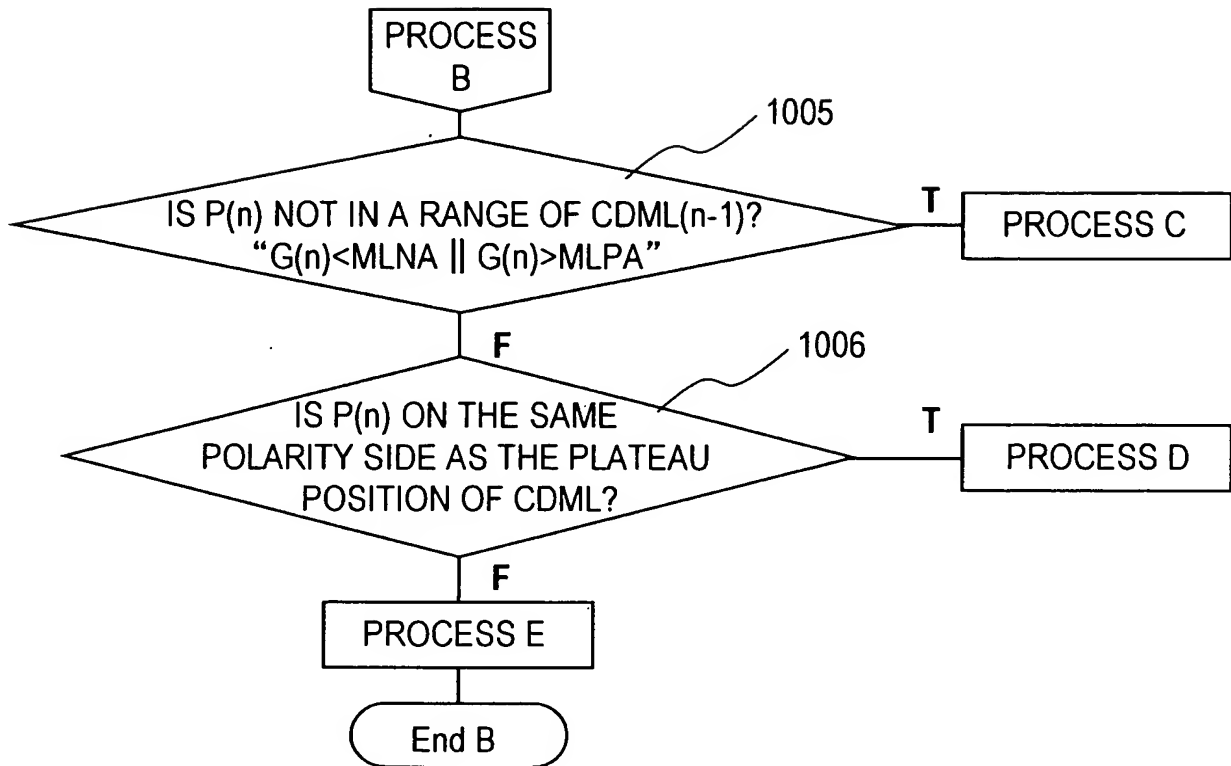 PROCESS
B
1005
IS P(n) NOT IN A RANGE OF CDML(n-1)?
“G(n)<MLNA || G(n)>MLPA”
T
PROCESS C
F
1006
IS P(n) ON THE SAME
POLARITY SIDE AS THE PLATEAU
POSITION OF CDML?
T
PROCESS D
F
PROCESS E
End B